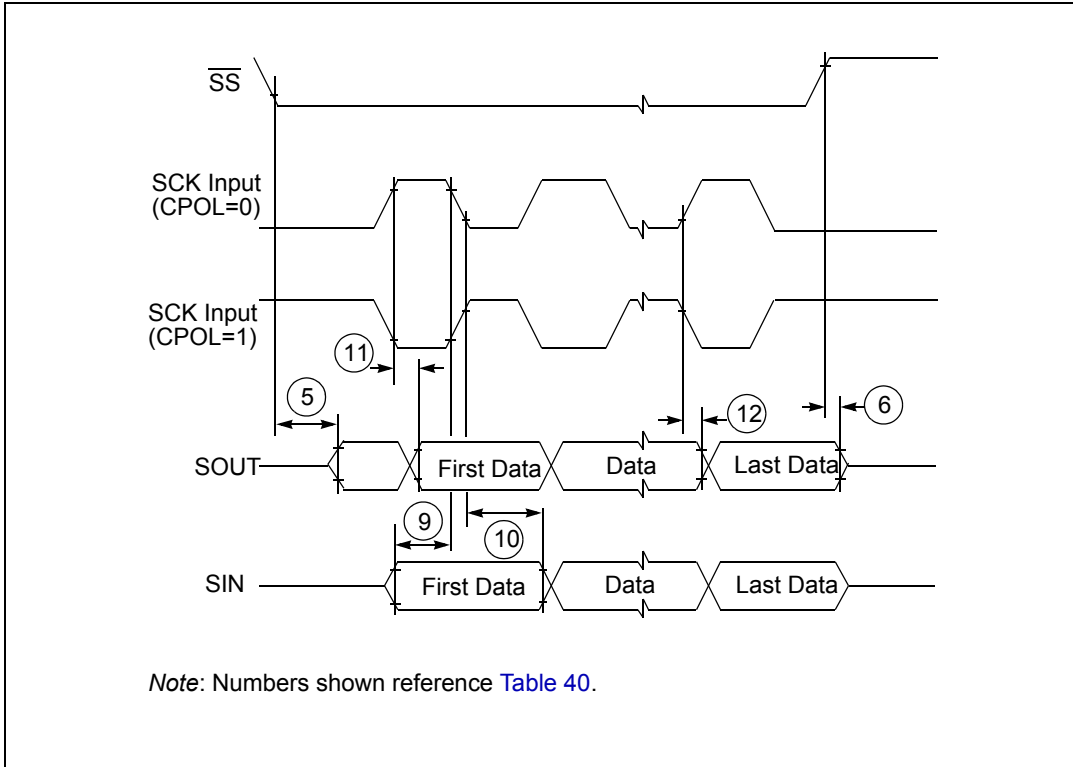 SS
SCK Input
(CPOL=0)
SCK Input
(CPOL=1)
11
5
12
6
SOUT
First Data
Data
Last Data
9
10
SIN
First Data
Data
Last Data
Note: Numbers shown reference Table 40.